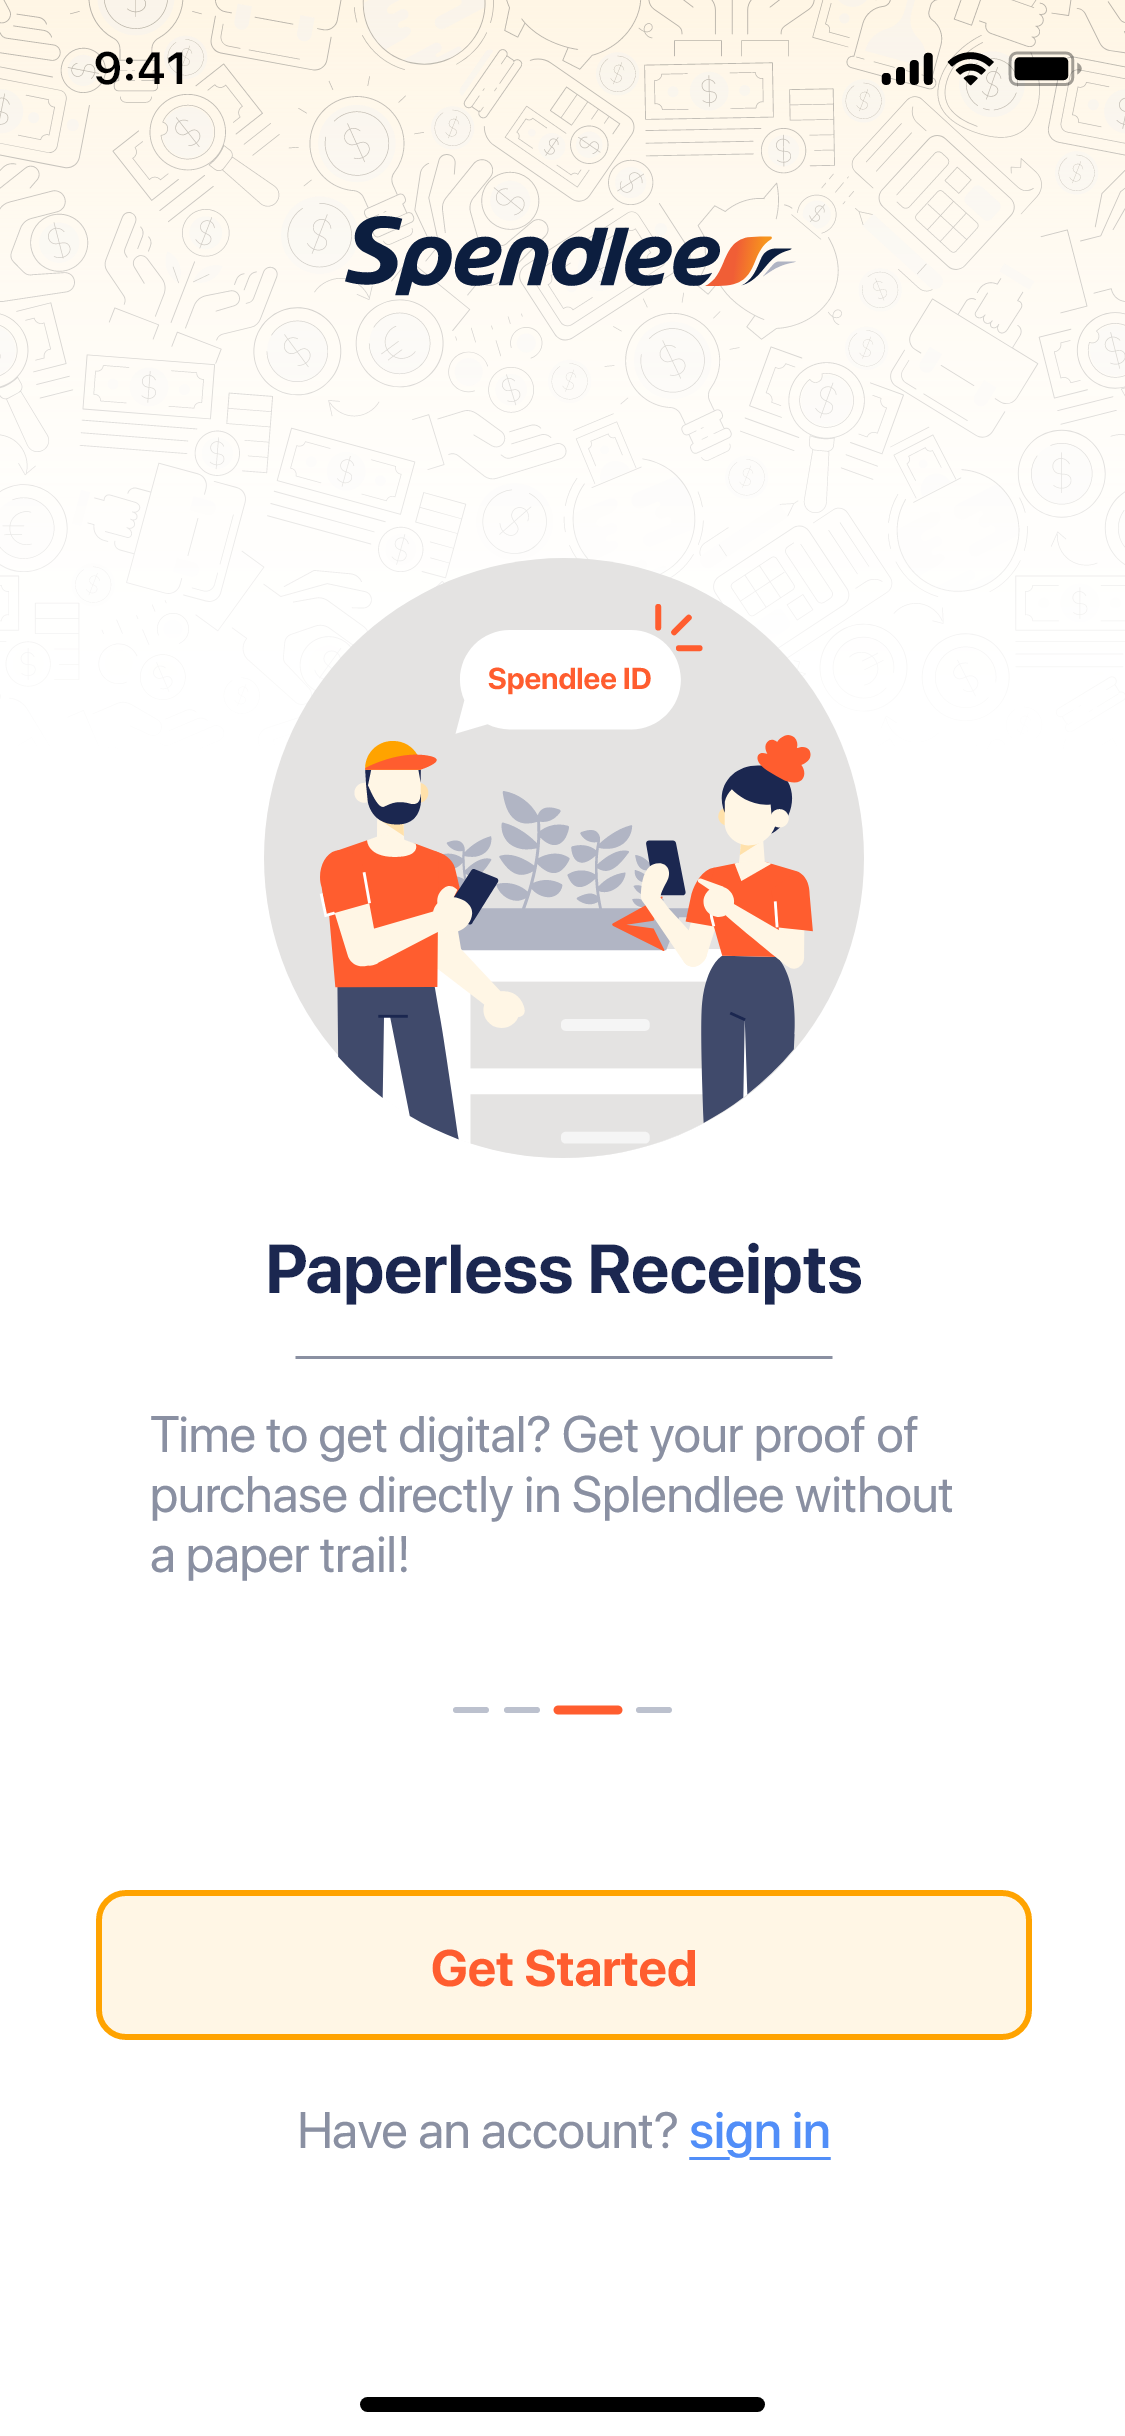 9:41
Spendlee
Spendlee ID
Paperless Receipts
Time to get digital? Get your proof of
purchase directly in Splendlee without
a paper trail!
Get Started
Have an account? sign in